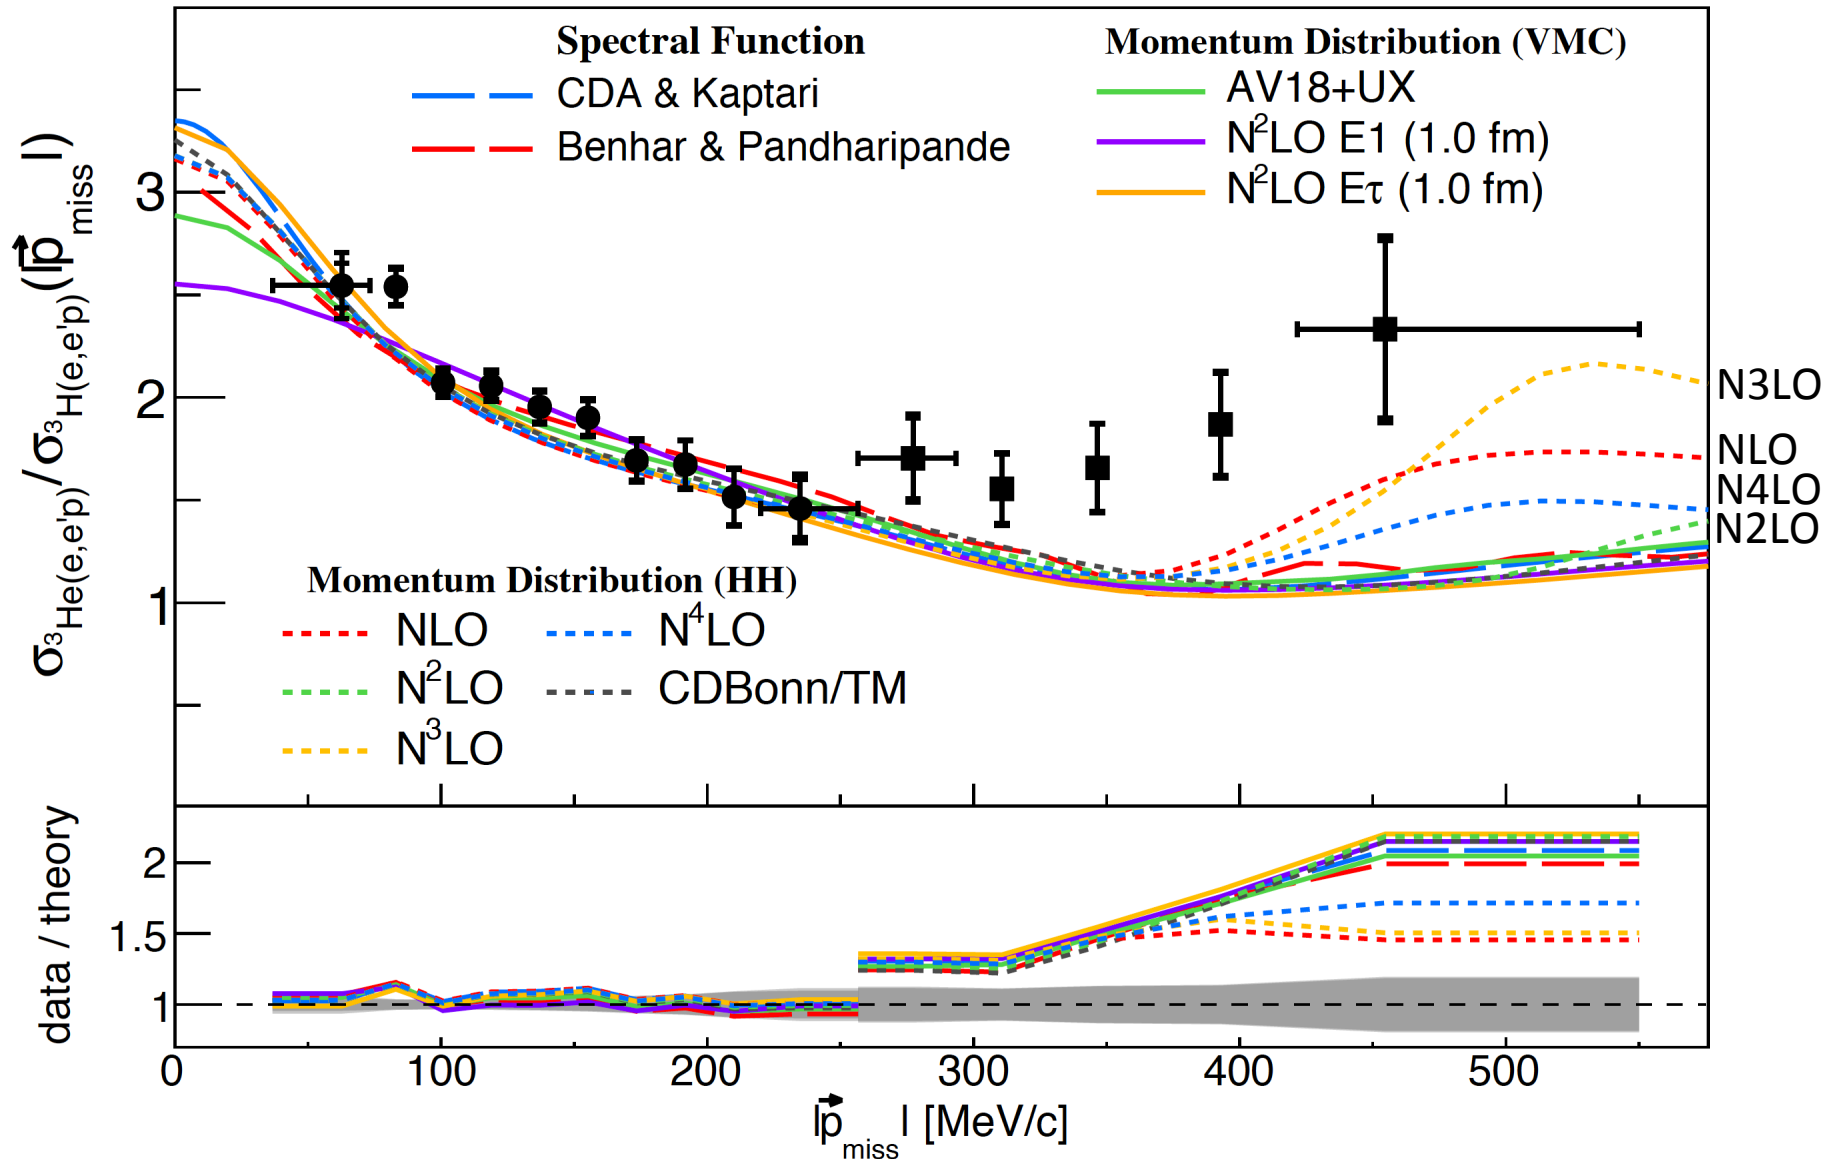 Spectral Function
CDA & Kaptari
Benhar & Pandharipande
Momentum Distribution (VMC)
AV18+UX
N²LO E1 (1.0 fm)
N²LO Eτ (1.0 fm)
σ³He(e,e'p)/σ³H(e,e'p) (|p⃗miss|)
3
2
1
N3LO
NLO
N4LO
N2LO
Momentum Distribution (HH)
NLO
N⁴LO
N²LO
CDBonn/TM
N³LO
data / theory
2
1.5
1
0
100
200
300
400
500
|p⃗miss| [MeV/c]